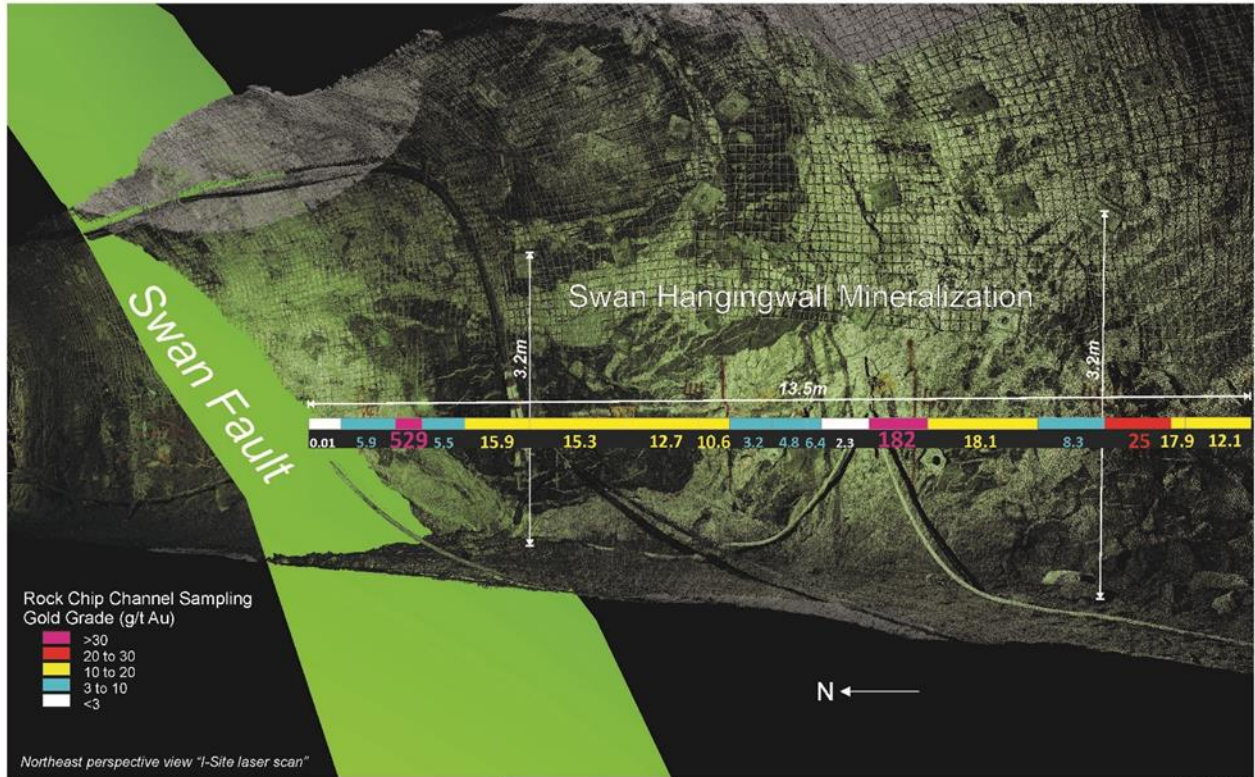 Swan Fault
Swan Hangingwall Mineralization
3.2m
3.2m
13.5m
0.01 5.9 529 5.5 15.9 15.3 12.7 10.6 3.2 4.8 6.4 2.3 182 18.1 8.3 25 17.9 12.1
Rock Chip Channel Sampling
Gold Grade (g/t Au)
>30
20 to 30
10 to 20
3 to 10
<3
N
Northeast perspective view "I-Site laser scan"